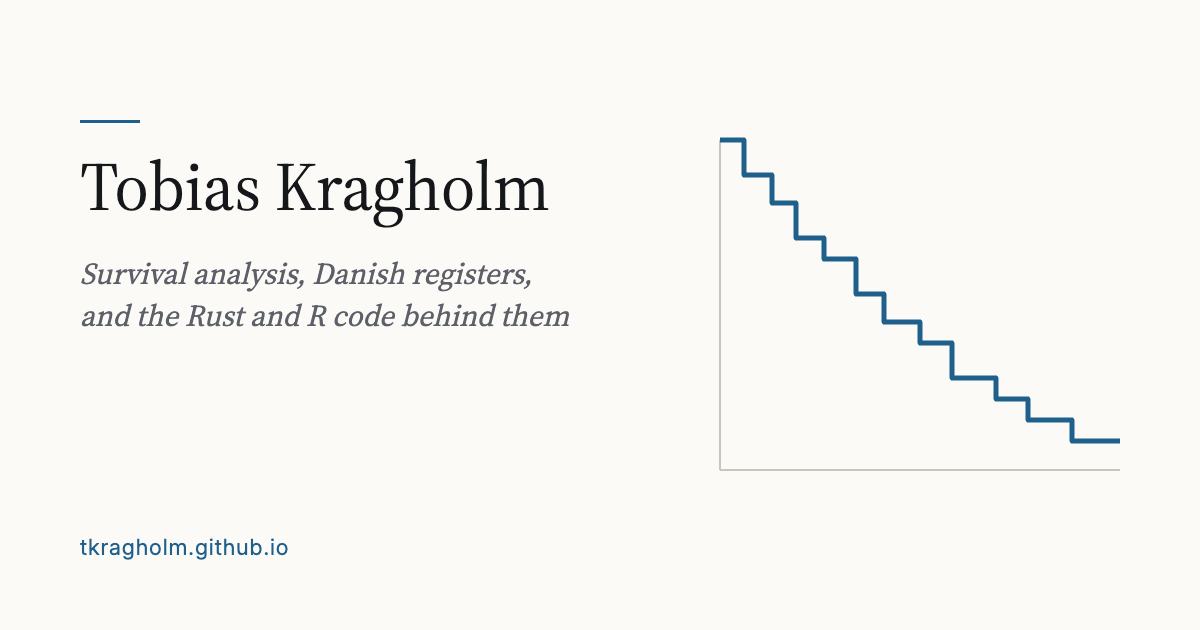 Tobias Kragholm
Survival analysis, Danish registers,
and the Rust and R code behind them
tkragholm.github.io